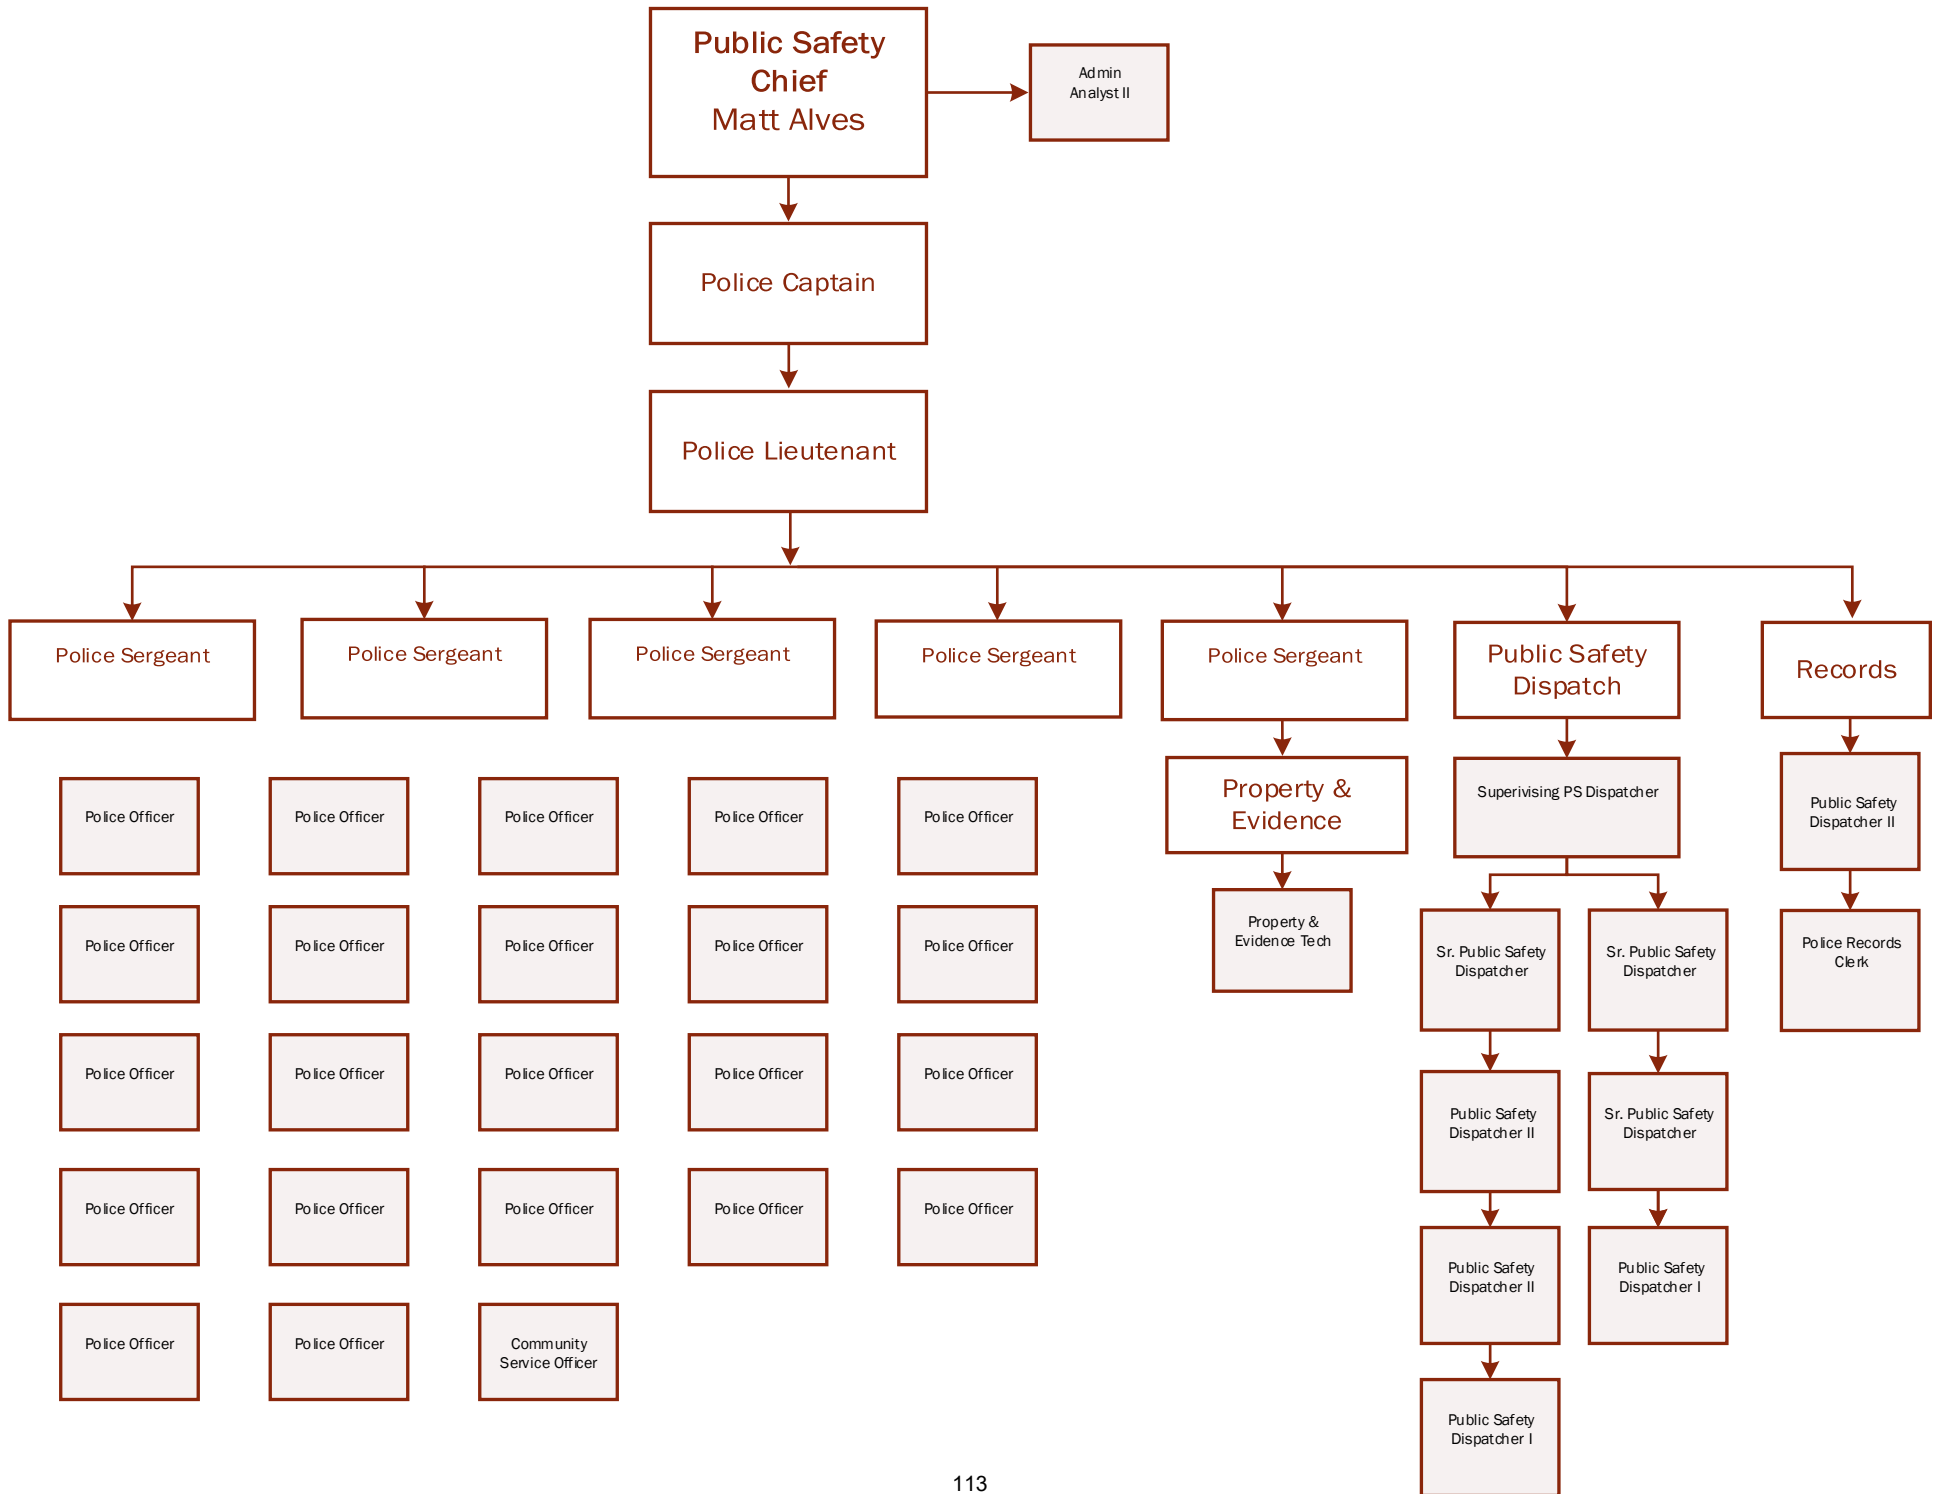 Public Safety
Chief
Matt Alves
Admin
Analyst II
Police Captain
Police Lieutenant
Police Sergeant
Police Sergeant
Police Sergeant
Police Sergeant
Police Sergeant
Public Safety
Dispatch
Records
Property &
Evidence
Superivising PS Dispatcher
Public Safety
Dispatcher II
Police Officer
Police Officer
Police Officer
Police Officer
Police Officer
Property &
Evidence Tech
Sr. Public Safety
Dispatcher
Sr. Public Safety
Dispatcher
Police Records
Clerk
Police Officer
Police Officer
Police Officer
Police Officer
Police Officer
Police Officer
Police Officer
Police Officer
Police Officer
Police Officer
Public Safety
Dispatcher II
Sr. Public Safety
Dispatcher
Police Officer
Police Officer
Police Officer
Police Officer
Police Officer
Public Safety
Dispatcher II
Public Safety
Dispatcher I
Police Officer
Police Officer
Community
Service Officer
Public Safety
Dispatcher I
113